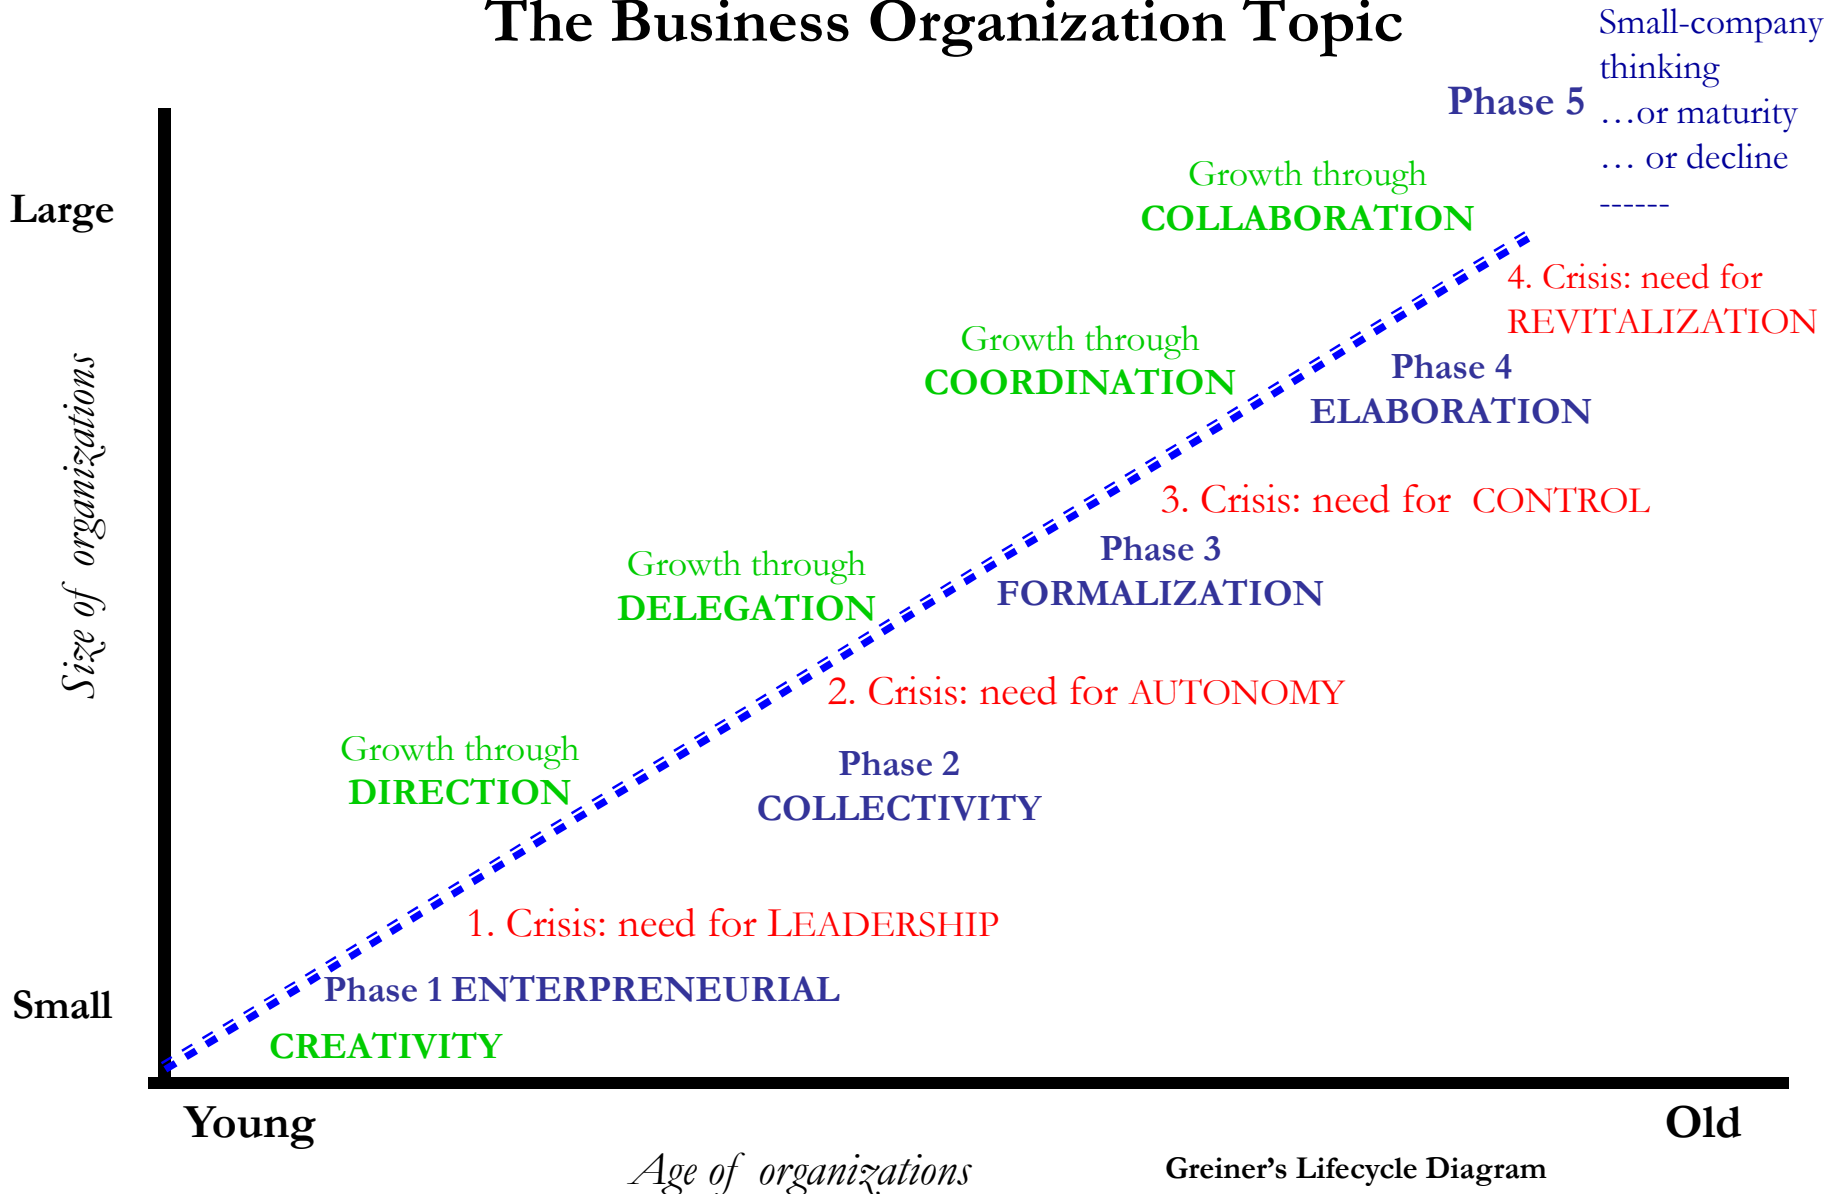 The Business Organization Topic
Small-company
thinking
…or maturity
… or decline
------
Phase 5
Growth through
COLLABORATION
Large
4. Crisis: need for
REVITALIZATION
Growth through
COORDINATION
Phase 4
ELABORATION
3. Crisis: need for CONTROL
Size of organizations
Growth through
DELEGATION
Phase 3
FORMALIZATION
2. Crisis: need for AUTONOMY
Growth through
DIRECTION
Phase 2
COLLECTIVITY
1. Crisis: need for LEADERSHIP
Phase 1 ENTERPRENEURIAL
Small
CREATIVITY
Young
Old
Age of organizations
Greiner’s Lifecycle Diagram